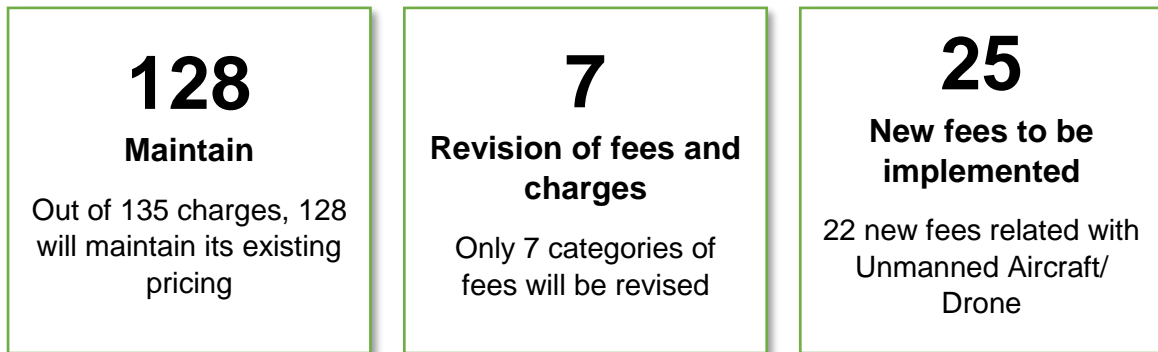 128
Maintain
Out of 135 charges, 128
will maintain its existing
pricing
7
Revision of fees and
charges
Only 7 categories of
fees will be revised
25
New fees to be
implemented
22 new fees related with
Unmanned Aircraft/
Drone